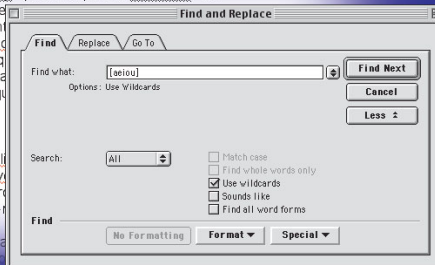 Find and Replace
Find Replace Go To
Find what: [aeiou] Find Next
Options: Use Wildcards Cancel
Less
Search: All Match case
Find whole words only
Use wildcards
Sounds like
Find all word forms
Find
No Formatting Format Special